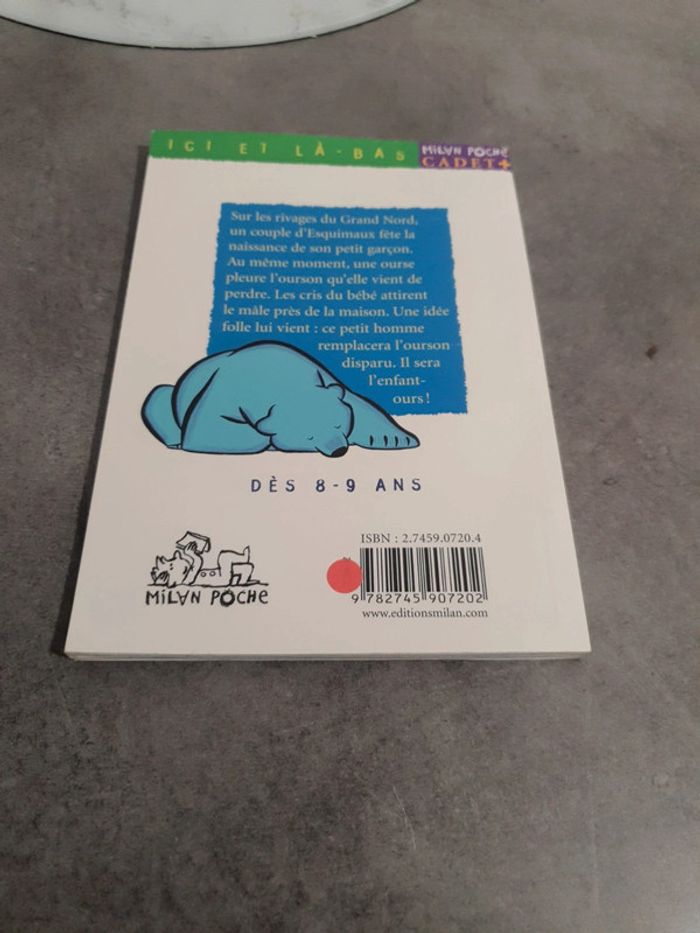 ICI ET LÀ-BAS
MILAN POCHE
CADET+
Sur les rivages du Grand Nord,
un couple d'Esquimaux fête la
naissance de son petit garçon.
Au même moment, une ourse
pleure l'ourson qu'elle vient de
perdre. Les cris du bébé attirent
le mâle près de la maison. Une idée
folle lui vient : ce petit homme
remplacera l'ourson
disparu. Il sera
l'enfant-
ours !
DÈS 8-9 ANS
MILAN POCHE
ISBN : 2.7459.0720.4
9 782745 907202
www.editionsmilan.com